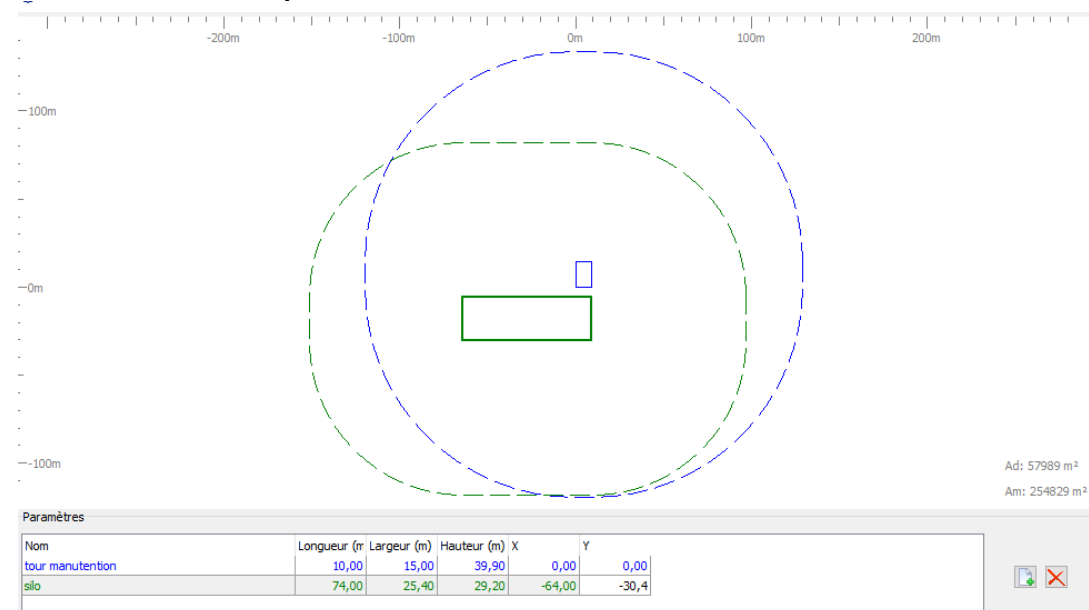 -200m -100m 0m 100m 200m
100m
0m
-100m
Ad: 57989 m²
Am: 254829 m²
Paramètres
Nom Longueur (m Largeur (m) Hauteur (m) X Y
tour manutention 10,00 15,00 39,90 0,00 0,00
silo 74,00 25,40 29,20 -64,00 -30,4